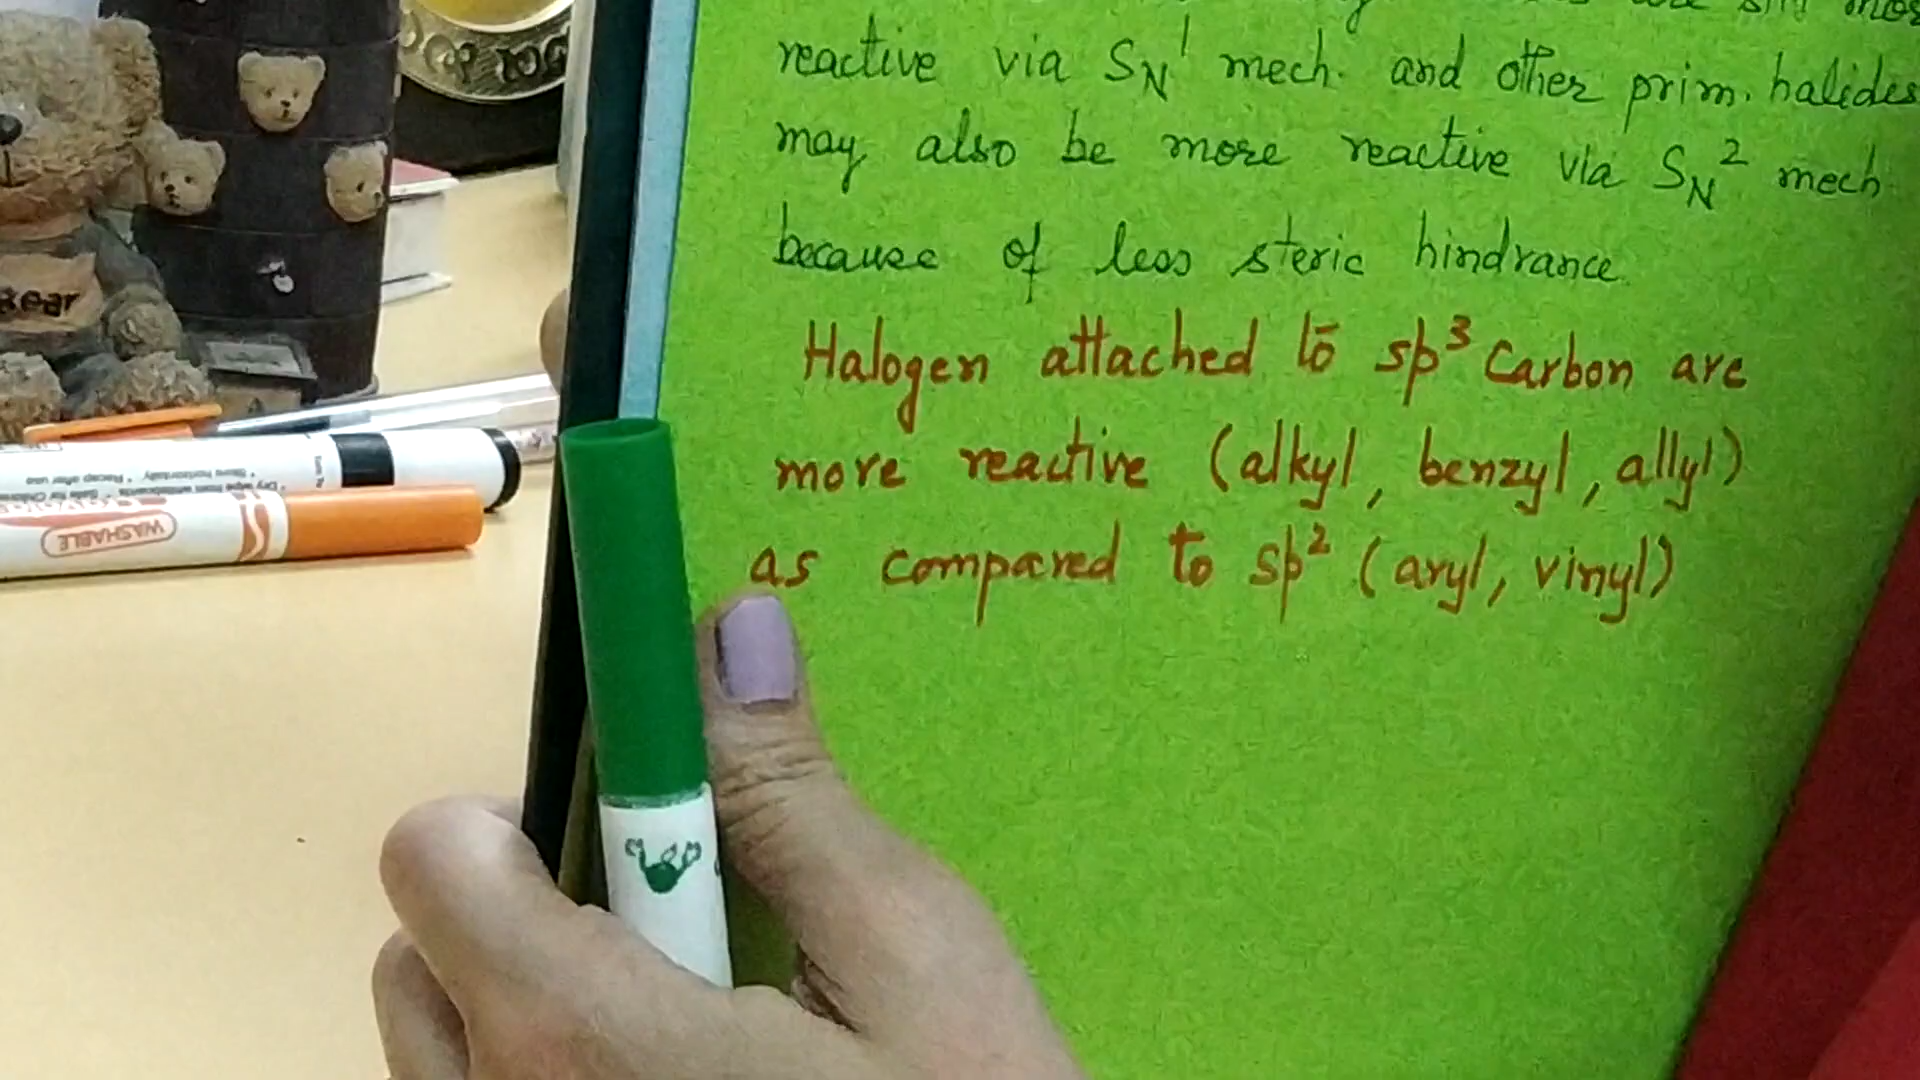 reactive via SN1 mech. and other prim. halides
may also be more reactive via SN2 mech
because of less steric hindrance.
Halogen attached to sp3 Carbon are
more reactive (alkyl, benzyl, allyl)
as compared to sp2 (aryl, vinyl)
Bear
WASHABLE